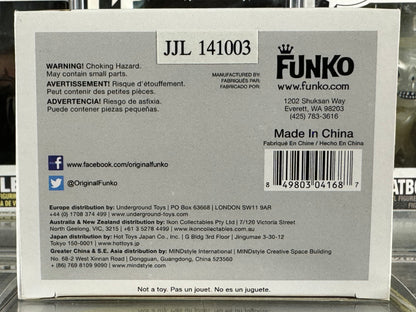 JJL 141003
WARNING! Choking Hazard.
May contain small parts.
AVERTISSEMENT! Risque d'étouffement.
Peut contenir des petites pièces.
ADVERTENCIA! Riesgo de asfixia.
Puede contener piezas pequeñas.
MANUFACTURED BY
FABRIQUÉS PAR:
FABRICADO POR:
FUNKO
www.funko.com
1202 Shuksan Way
Everett, WA 98203
(425) 783-3616
Made in China
Fabriqué En Chine / Hecho En China
8 49803 04168 7
www.facebook.com/originalfunko
@OriginalFunko
Europe distribution by: Underground Toys | PO Box 63668 | LONDON SW11 9AR
+44 (0) 1708 374 499 | www.underground-toys.com
Australia & New Zealand distribution by: Ikon Collectables Pty Ltd | 7/120 Victoria Street
North Geelong, VIC, 3215 | +61 3 5278 4499 | www.ikoncollectables.com.au
Japan distribution by: Hot Toys Japan Co., Inc. | G Bldg 3rd Floor | Jingumae 3-30-12
Tokyo 150-0001 | www.hottoys.jp
Greater China & S.E. Asia distribution by: MINDstyle International | MINDstyle Creative Space Building
No. 68-2 West Xinnan Road | Dongguan, Guangdong, China 523560
+ (86) 769 8109 9090 | www.mindstyle.com
Not a toy. Pas un jouet. No es un juguete.